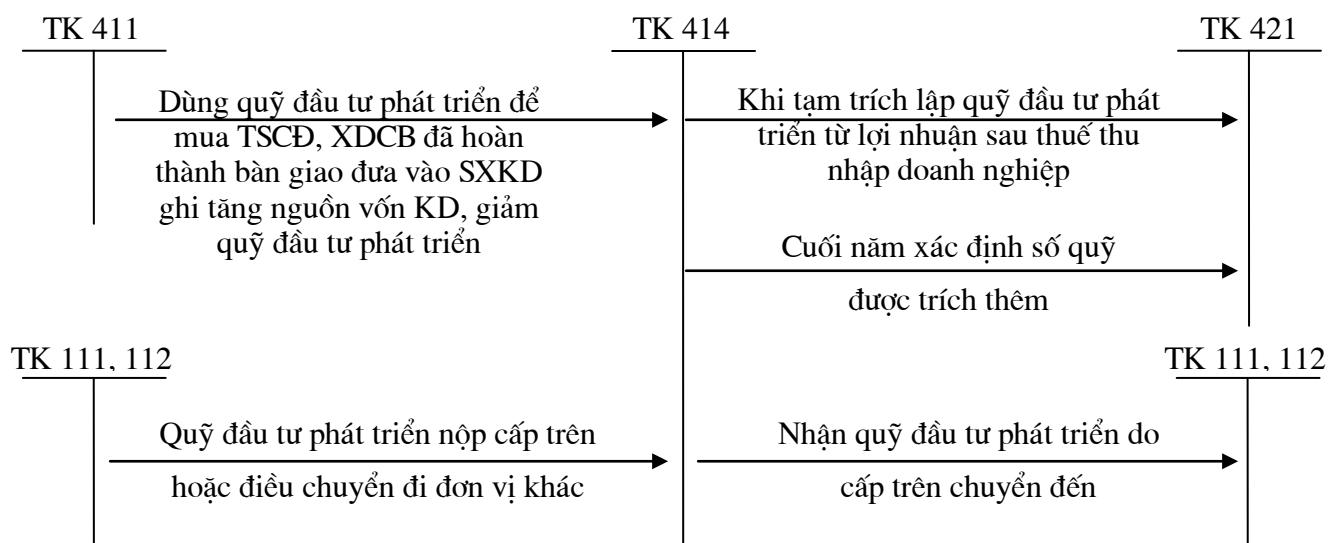 TK 411
TK 414
TK 421
Dùng quỹ đầu tư phát triển để
mua TSCĐ, XDCB đã hoàn
thành bàn giao đưa vào SXKD
ghi tăng nguồn vốn KD, giảm
quỹ đầu tư phát triển
Khi tạm trích lập quỹ đầu tư phát
triển từ lợi nhuận sau thuế thu
nhập doanh nghiệp
Cuối năm xác định số quỹ
được trích thêm
TK 111, 112
TK 111, 112
Quỹ đầu tư phát triển nộp cấp trên
hoặc điều chuyển đi đơn vị khác
Nhận quỹ đầu tư phát triển do
cấp trên chuyển đến